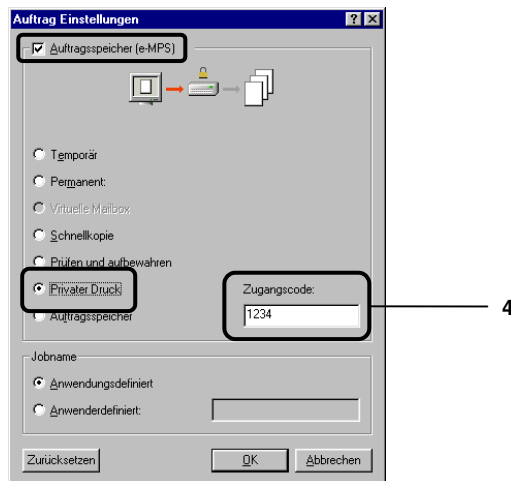 Auftrag Einstellungen
Auftragsspeicher (e-MPS)
Temporär
Permanent:
Virtuelle Mailbox
Schnellkopie
Prüfen und aufbewahren
Privater Druck
Zugangscode:
Auftragsspeicher
1234
4
Jobname
Anwendungsdefiniert
Anwenderdefiniert:
Zurücksetzen
OK
Abbrechen